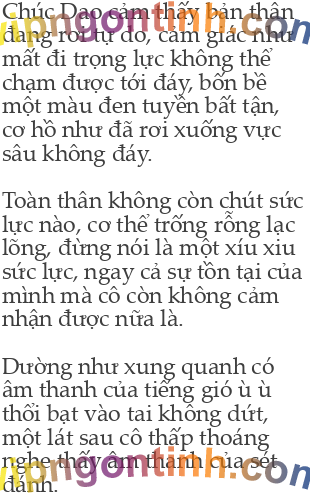 Chúc Dao cảm thấy bản thân
đang rơi tự do, cảm giác như
mất đi trọng lực không thể
chạm được tới đáy, bốn bề
một màu đen tuyền bất tận,
cơ hồ như đã rơi xuống vực
sâu không đáy.
Toàn thân không còn chút sức
lực nào, cơ thể trống rỗng lạc
lõng, đừng nói là một xíu xiu
sức lực, ngay cả sự tồn tại của
mình mà cô còn không cảm
nhận được nữa là.
Dường như xung quanh có
âm thanh của tiếng gió ù ù
thổi bạt vào tai không dứt,
một lát sau cô thấp thoáng
nghe thấy âm thanh của sét
đánh.
vipngontinh.com
vipngontinh.com